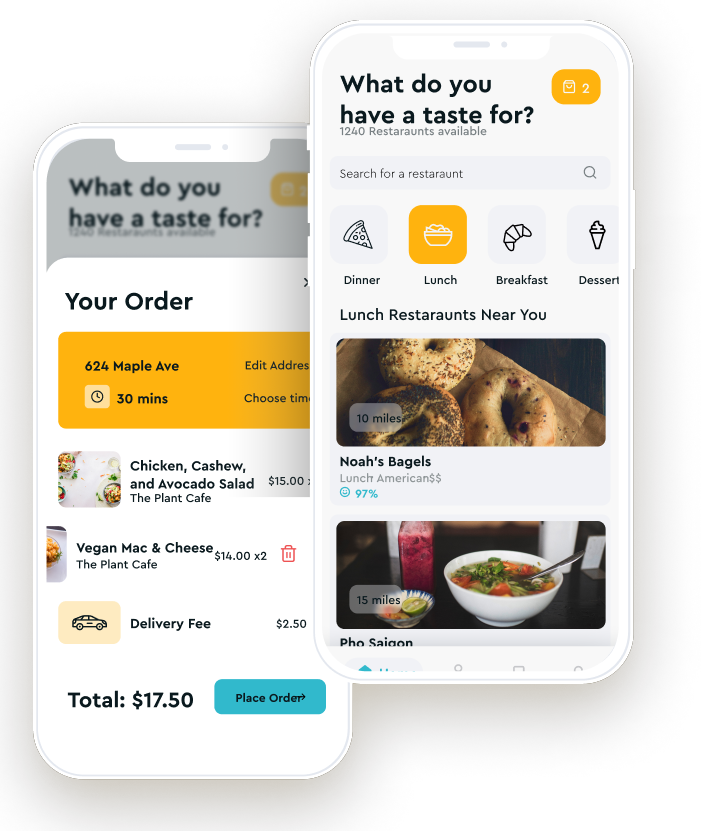 What do you
have a taste for?
1240 Restaraunts available
Your Order
624 Maple Ave
Edit Addres
30 mins
Choose time
Chicken, Cashew,
and Avocado Salad
$15.00 x
The Plant Cafe
Vegan Mac & Cheese
$14.00 x2
The Plant Cafe
Delivery Fee
$2.50
Total: $17.50
Place Order
What do you
have a taste for?
2
1240 Restaraunts available
Search for a restaraunt
Dinner
Lunch
Breakfast
Dessert
Lunch Restaraunts Near You
10 miles
Noah's Bagels
Lunch American$$
97%
15 miles
Pho Saigon
Home